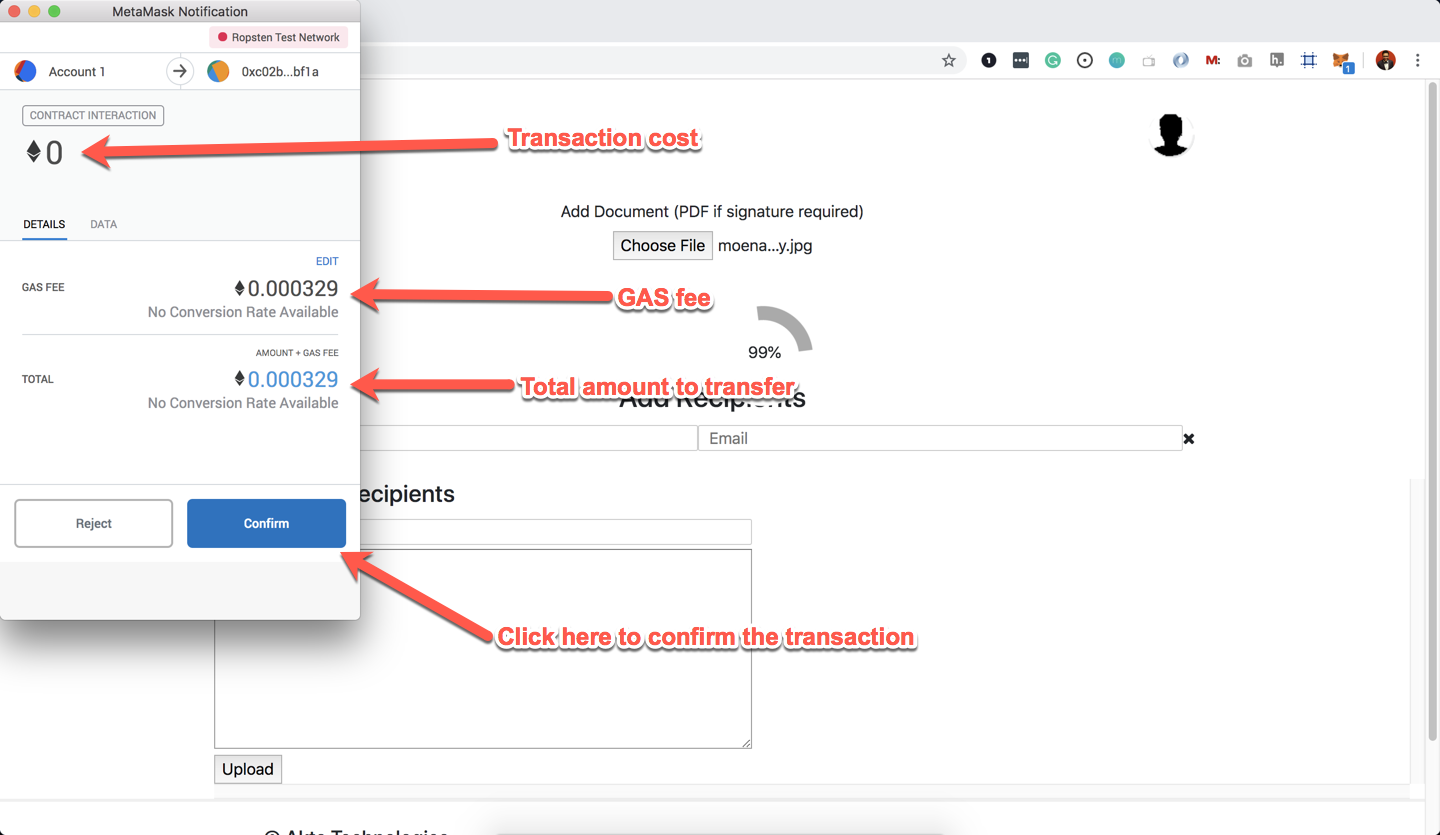 MetaMask Notification
Ropsten Test Network
Account 1
0xc02b...bf1a
1
M:
h.
1
CONTRACT INTERACTION
0
Transaction cost
DETAILS
DATA
Add Document (PDF if signature required)
Choose File
moena...y.jpg
EDIT
GAS FEE
0.000329
No Conversion Rate Available
GAS fee
99%
AMOUNT + GAS FEE
TOTAL
0.000329
No Conversion Rate Available
Total amount to transfer
Add Recipients
Email
ecipients
Reject
Confirm
Click here to confirm the transaction
Upload